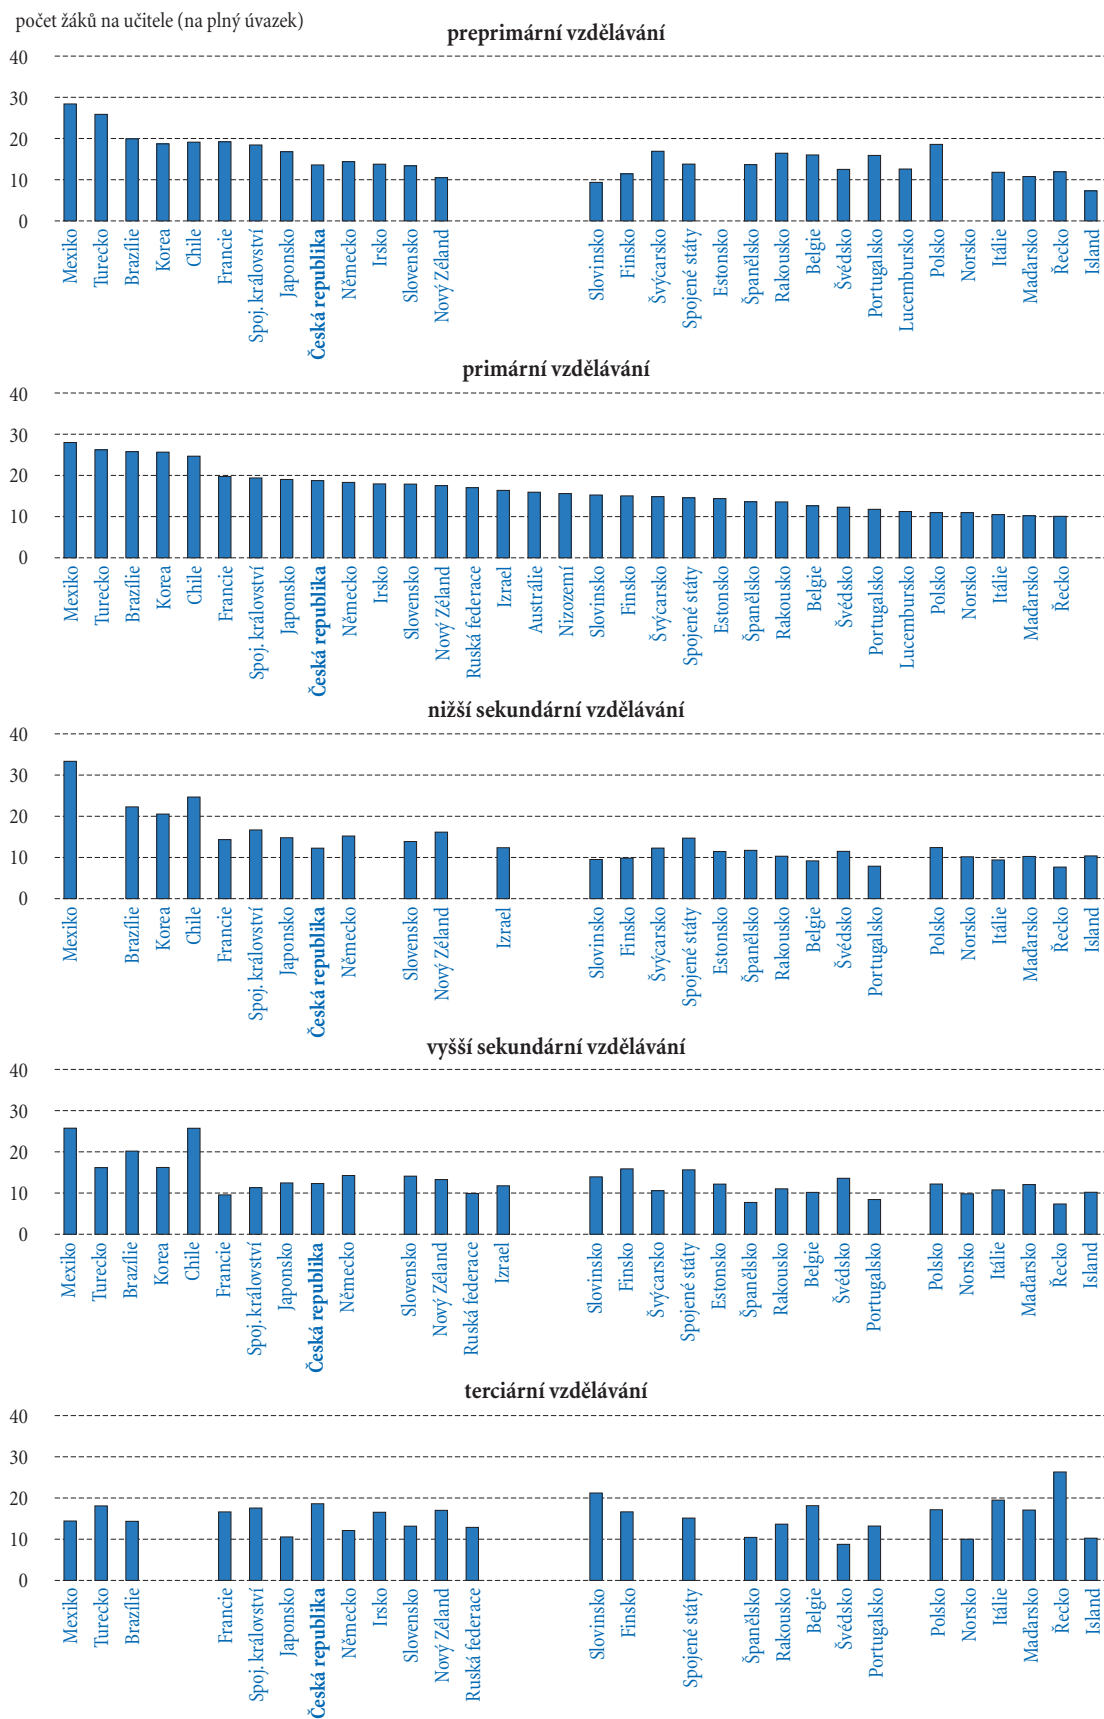 počet žáků na učitele (na plný úvazek)
preprimární vzdělávání
40
30
20
10
0
Mexiko
Turecko
Brazílie
Korea
Chile
Francie
Spoj. království
Japonsko
Česká republika
Německo
Irsko
Slovensko
Nový Zéland
Slovinsko
Finsko
Švýcarsko
Spojené státy
Estonsko
Španělsko
Rakousko
Belgie
Švédsko
Portugalsko
Lucembursko
Polsko
Norsko
Itálie
Maďarsko
Řecko
Island
primární vzdělávání
40
30
20
10
0
Mexiko
Turecko
Brazílie
Korea
Chile
Francie
Spoj. království
Japonsko
Česká republika
Německo
Irsko
Slovensko
Nový Zéland
Ruská federace
Izrael
Austrálie
Nizozemí
Slovinsko
Finsko
Švýcarsko
Spojené státy
Estonsko
Španělsko
Rakousko
Belgie
Švédsko
Portugalsko
Lucembursko
Polsko
Norsko
Itálie
Maďarsko
Řecko
nižší sekundární vzdělávání
40
30
20
10
0
Mexiko
Brazílie
Korea
Chile
Francie
Spoj. království
Japonsko
Česká republika
Německo
Slovensko
Nový Zéland
Izrael
Slovinsko
Finsko
Švýcarsko
Spojené státy
Estonsko
Španělsko
Rakousko
Belgie
Švédsko
Portugalsko
Polsko
Norsko
Itálie
Maďarsko
Řecko
Island
vyšší sekundární vzdělávání
40
30
20
10
0
Mexiko
Turecko
Brazílie
Korea
Chile
Francie
Spoj. království
Japonsko
Česká republika
Německo
Slovensko
Nový Zéland
Ruská federace
Izrael
Slovinsko
Finsko
Švýcarsko
Spojené státy
Estonsko
Španělsko
Rakousko
Belgie
Švédsko
Portugalsko
Polsko
Norsko
Itálie
Maďarsko
Řecko
Island
terciární vzdělávání
40
30
20
10
0
Mexiko
Turecko
Brazílie
Francie
Spoj. království
Japonsko
Česká republika
Německo
Irsko
Slovensko
Nový Zéland
Ruská federace
Slovinsko
Finsko
Spojené státy
Španělsko
Rakousko
Belgie
Švédsko
Portugalsko
Polsko
Norsko
Itálie
Maďarsko
Řecko
Island